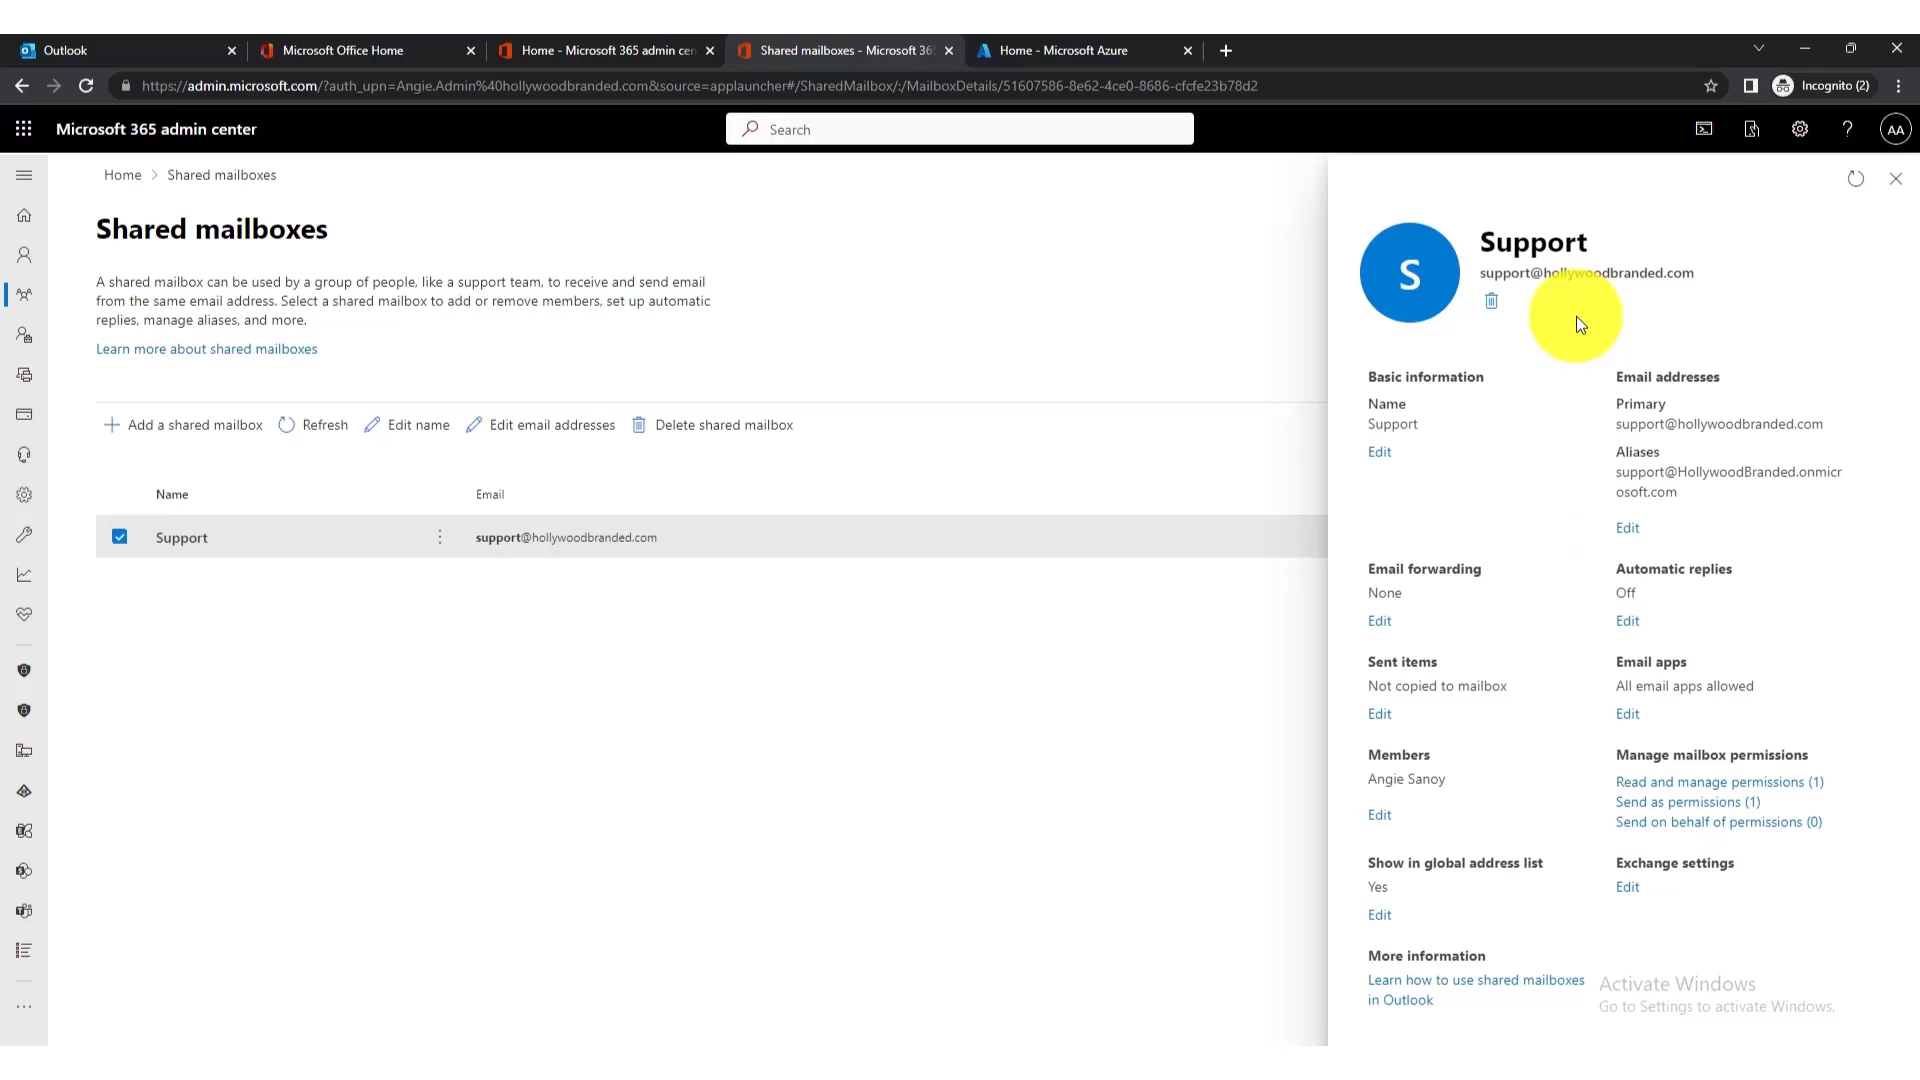 Outlook
Microsoft Office Home
Home - Microsoft 365 admin cen
Shared mailboxes - Microsoft 36
Home - Microsoft Azure
https://admin.microsoft.com/?auth_upn=Angie.Admin%40hollywoodbranded.com&source=applauncher#/SharedMailbox/:/MailboxDetails/51607586-8e62-4ce0-8686-cfcfe23b78d2
Incognito (2)
Microsoft 365 admin center
Search
AA
Home > Shared mailboxes
Shared mailboxes
A shared mailbox can be used by a group of people, like a support team, to receive and send email
from the same email address. Select a shared mailbox to add or remove members, set up automatic
replies, manage aliases, and more.
Learn more about shared mailboxes
Add a shared mailbox
Refresh
Edit name
Edit email addresses
Delete shared mailbox
Name
Email
Support
support@hollywoodbranded.com
S
Support
support@hollywoodbranded.com
Basic information
Name
Support
Edit
Email addresses
Primary
support@hollywoodbranded.com
Aliases
support@HollywoodBranded.onmicr
osoft.com
Edit
Email forwarding
None
Edit
Automatic replies
Off
Edit
Sent items
Not copied to mailbox
Edit
Email apps
All email apps allowed
Edit
Members
Angie Sanoy
Edit
Manage mailbox permissions
Read and manage permissions (1)
Send as permissions (1)
Send on behalf of permissions (0)
Show in global address list
Yes
Edit
Exchange settings
Edit
More information
Learn how to use shared mailboxes
in Outlook
Activate Windows
Go to Settings to activate Windows.